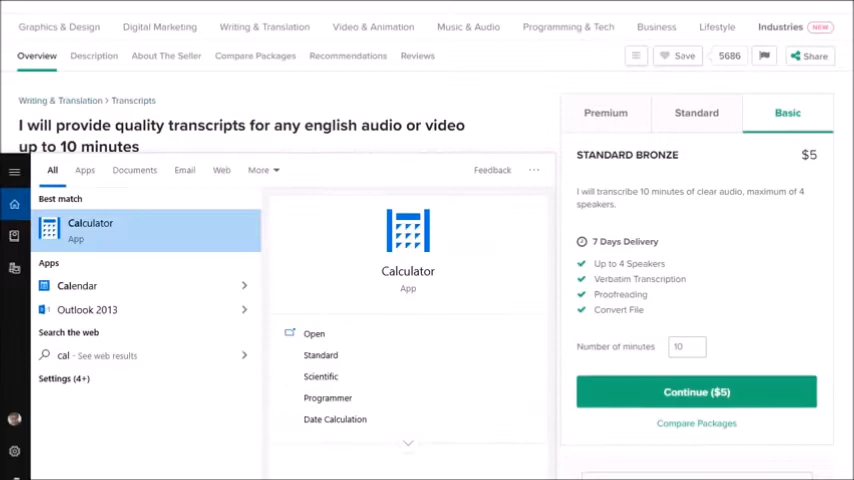 Graphics & Design Digital Marketing Writing & Translation Video & Animation Music & Audio Programming & Tech Business Lifestyle Industries NEW
Overview Description About The Seller Compare Packages Recommendations Reviews Save 5686 Share
Writing & Translation › Transcripts
I will provide quality transcripts for any english audio or video
up to 10 minutes
All Apps Documents Email Web More Feedback ...
Best match
Calculator
App
Apps
Calendar
Outlook 2013
Search the web
cal - See web results
Settings (4+)
Calculator
App
Open
Standard
Scientific
Programmer
Date Calculation
Premium Standard Basic
STANDARD BRONZE $5
I will transcribe 10 minutes of clear audio, maximum of 4
speakers.
7 Days Delivery
Up to 4 Speakers
Verbatim Transcription
Proofreading
Convert File
Number of minutes 10
Continue ($5)
Compare Packages